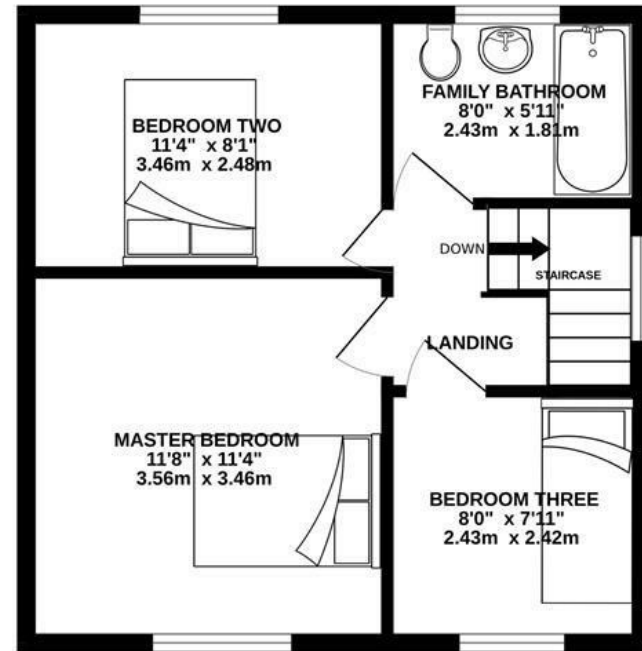 BEDROOM TWO
11'4" x 8'1"
3.46m x 2.48m
FAMILY BATHROOM
8'0" x 5'11"
2.43m x 1.81m
DOWN
STAIRCASE
LANDING
MASTER BEDROOM
11'8" x 11'4"
3.56m x 3.46m
BEDROOM THREE
8'0" x 7'11"
2.43m x 2.42m